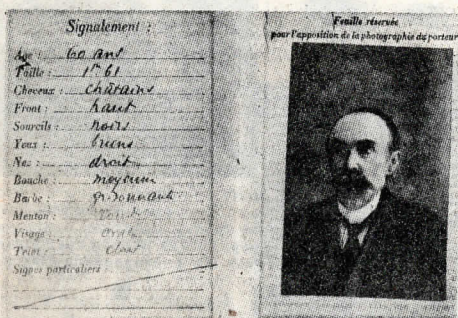 Signalement :
Age : 60 ans
Taille : 1m 61
Cheveux : châtains
Front : haut
Sourcils : noirs
Yeux : bruns
Nez : droit
Bouche : moyenne
Barbe : grisonnante
Menton : rond
Visage : ovale
Teint : clair
Signes particuliers
Feuille réservée
pour l'apposition de la photographie du porteur